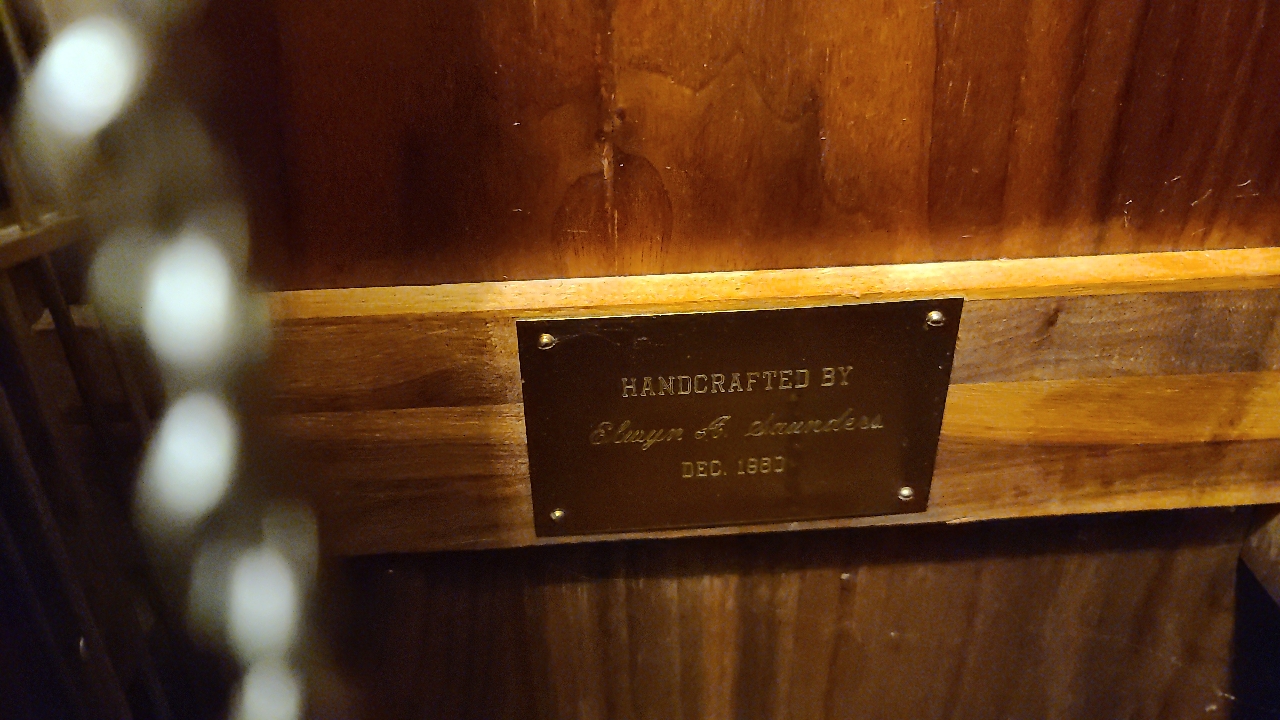 HANDCRAFTED BY
Elwyn G. Saunders
DEC. 1980